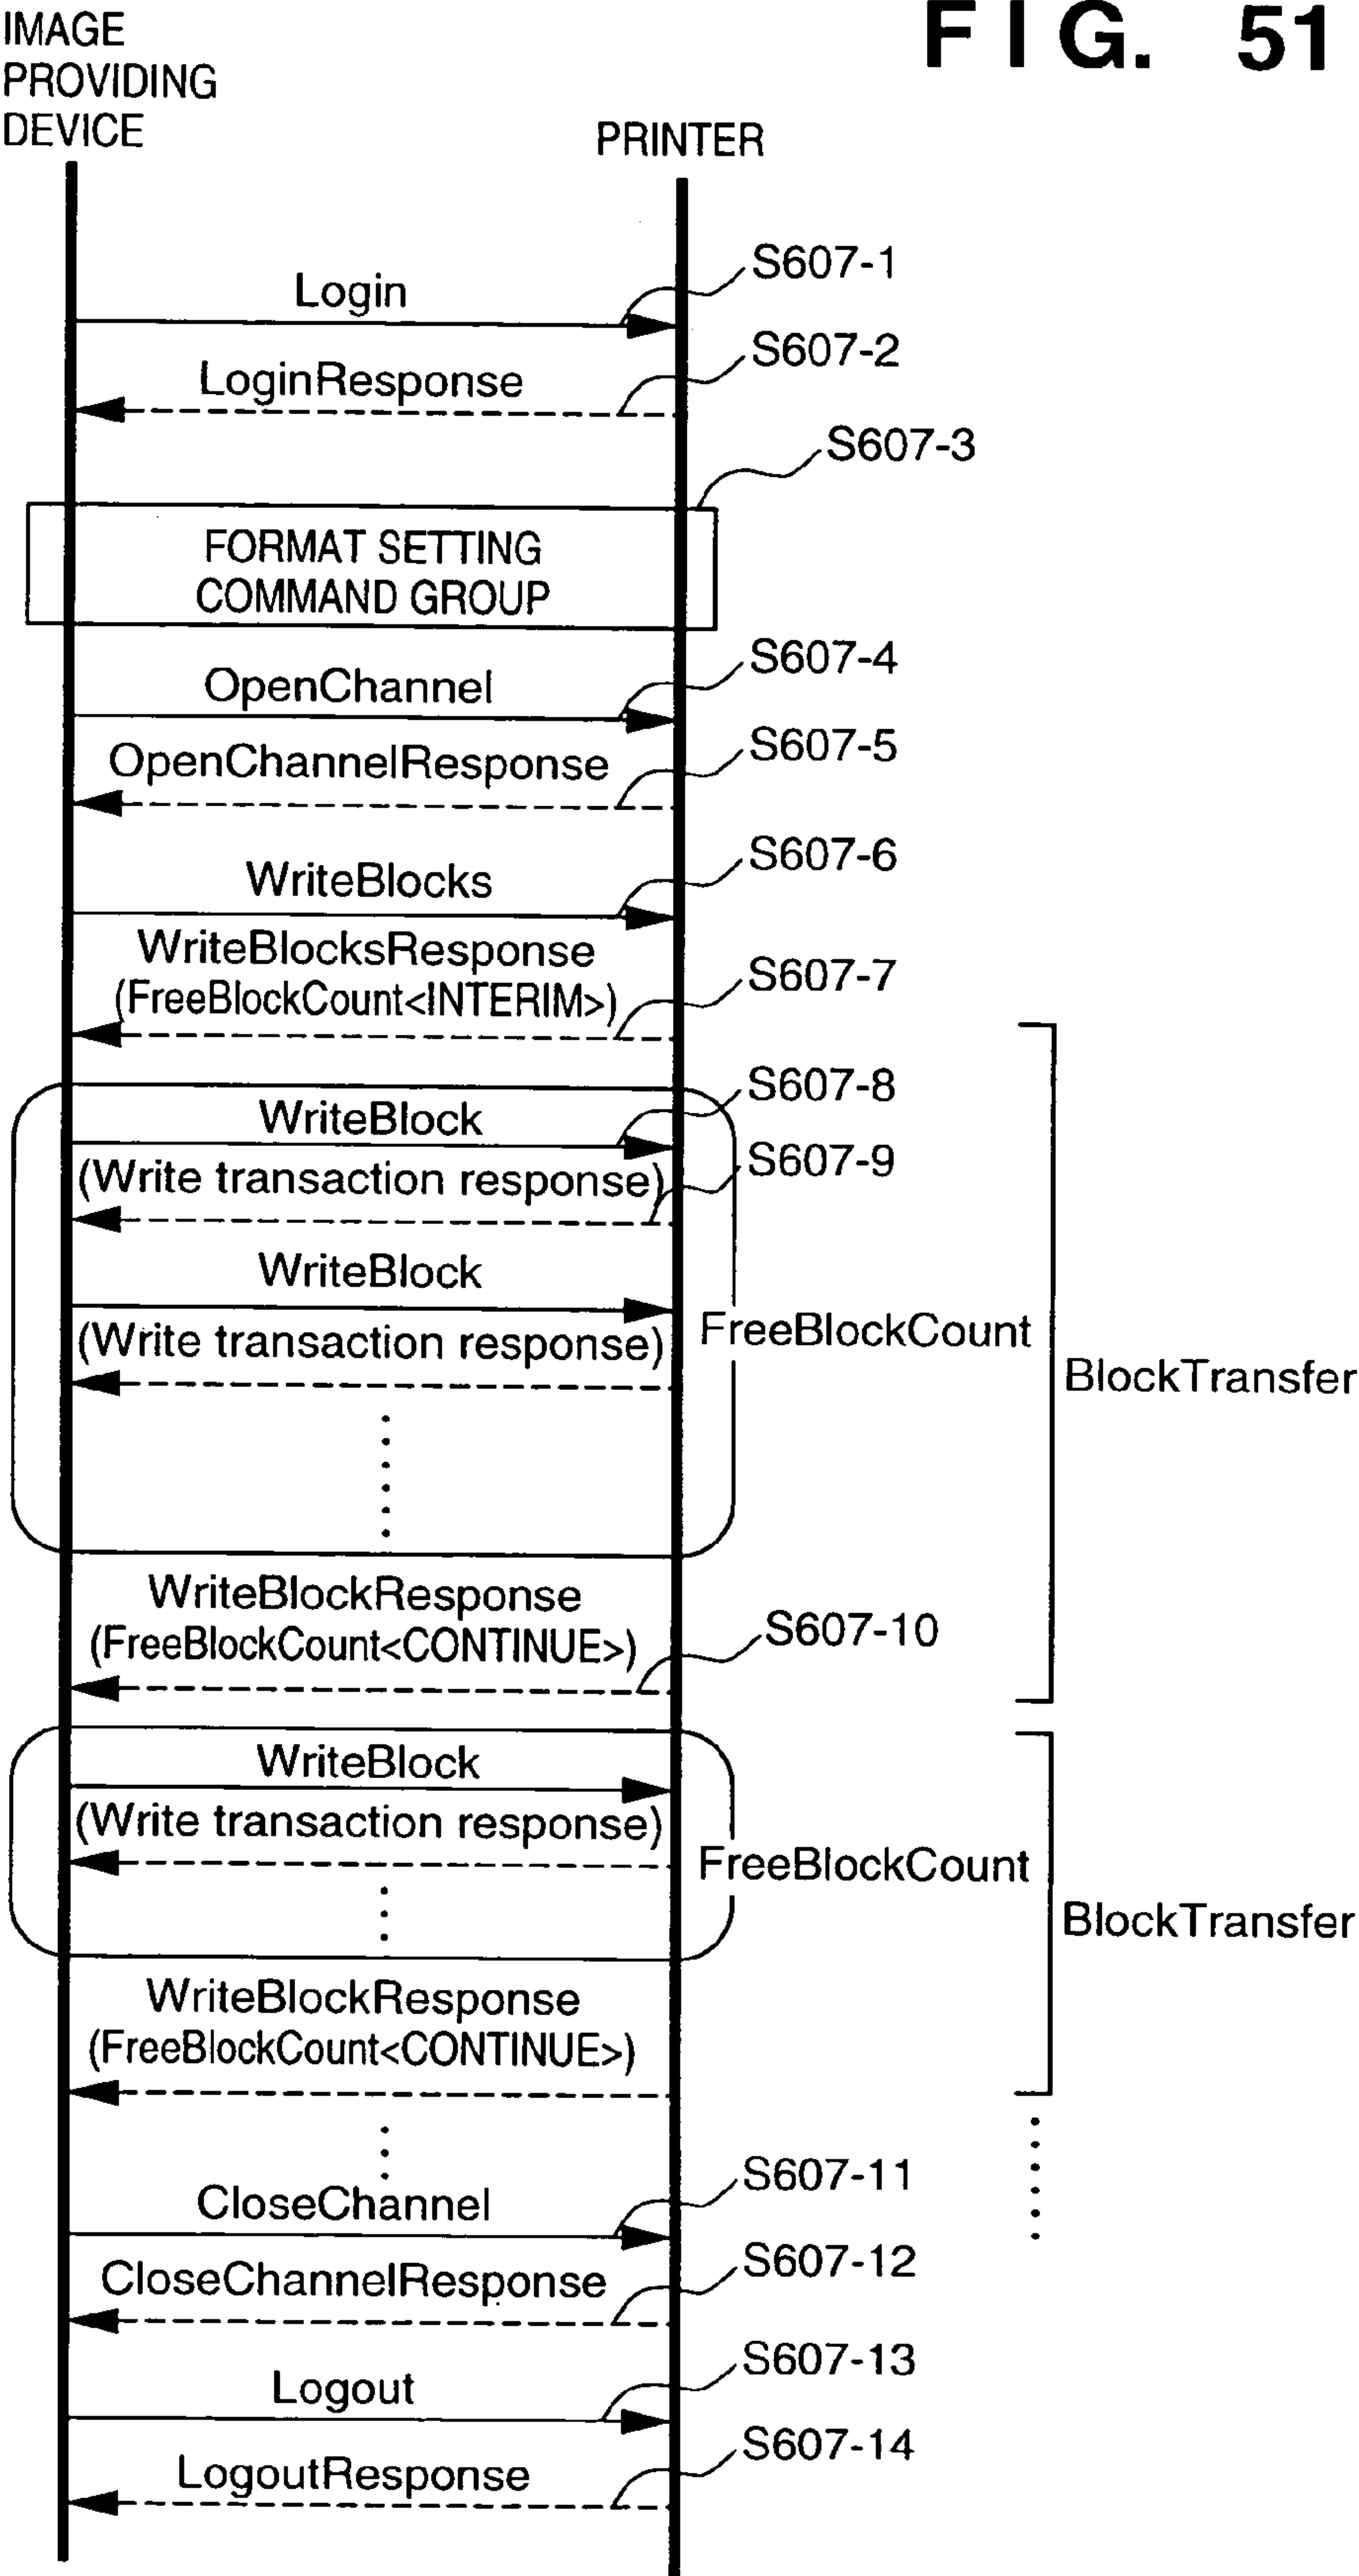 FIG. 51
IMAGE
PROVIDING
DEVICE
PRINTER
Login
S607-1
LoginResponse
S607-2
S607-3
FORMAT SETTING
COMMAND GROUP
OpenChannel
S607-4
OpenChannelResponse
S607-5
WriteBlocks
S607-6
WriteBlocksResponse
(FreeBlockCount<INTERIM>)
S607-7
WriteBlock
S607-8
(Write transaction response)
S607-9
WriteBlock
(Write transaction response)
FreeBlockCount
BlockTransfer
WriteBlockResponse
(FreeBlockCount<CONTINUE>)
S607-10
WriteBlock
(Write transaction response)
FreeBlockCount
BlockTransfer
WriteBlockResponse
(FreeBlockCount<CONTINUE>)
CloseChannel
S607-11
CloseChannelResponse
S607-12
Logout
S607-13
LogoutResponse
S607-14